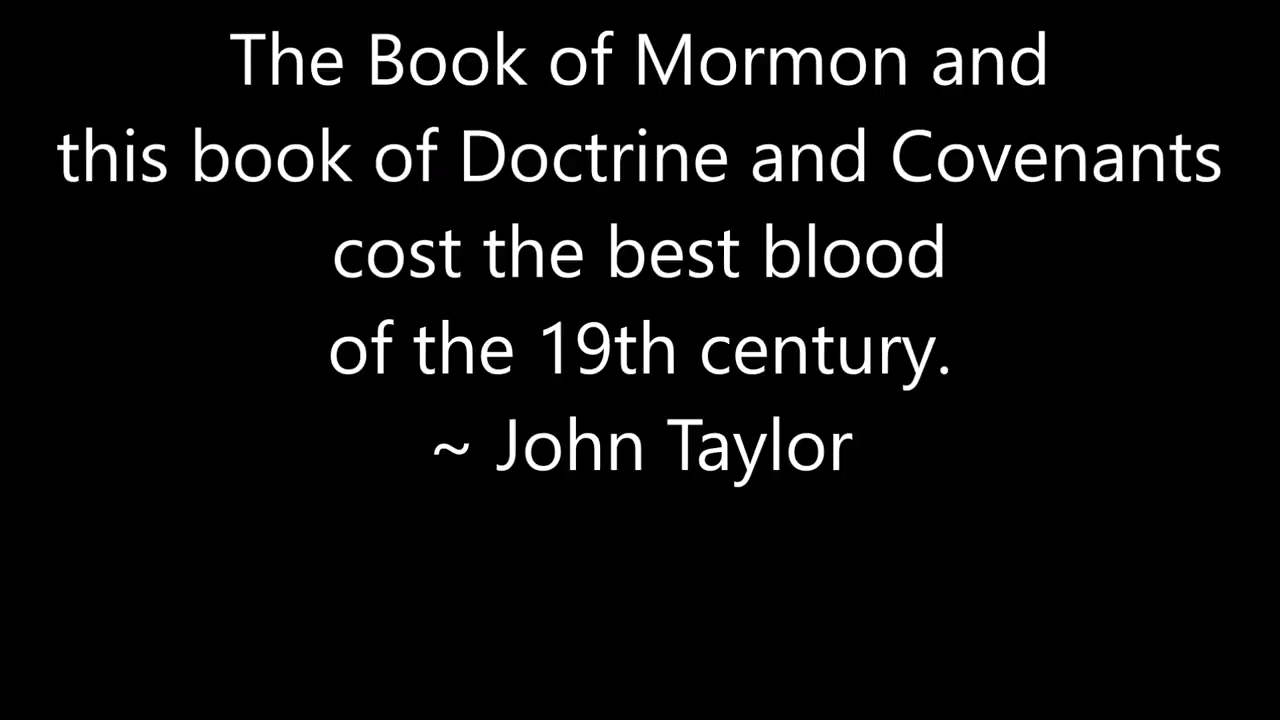 The Book of Mormon and
this book of Doctrine and Covenants
cost the best blood
of the 19th century.
~ John Taylor